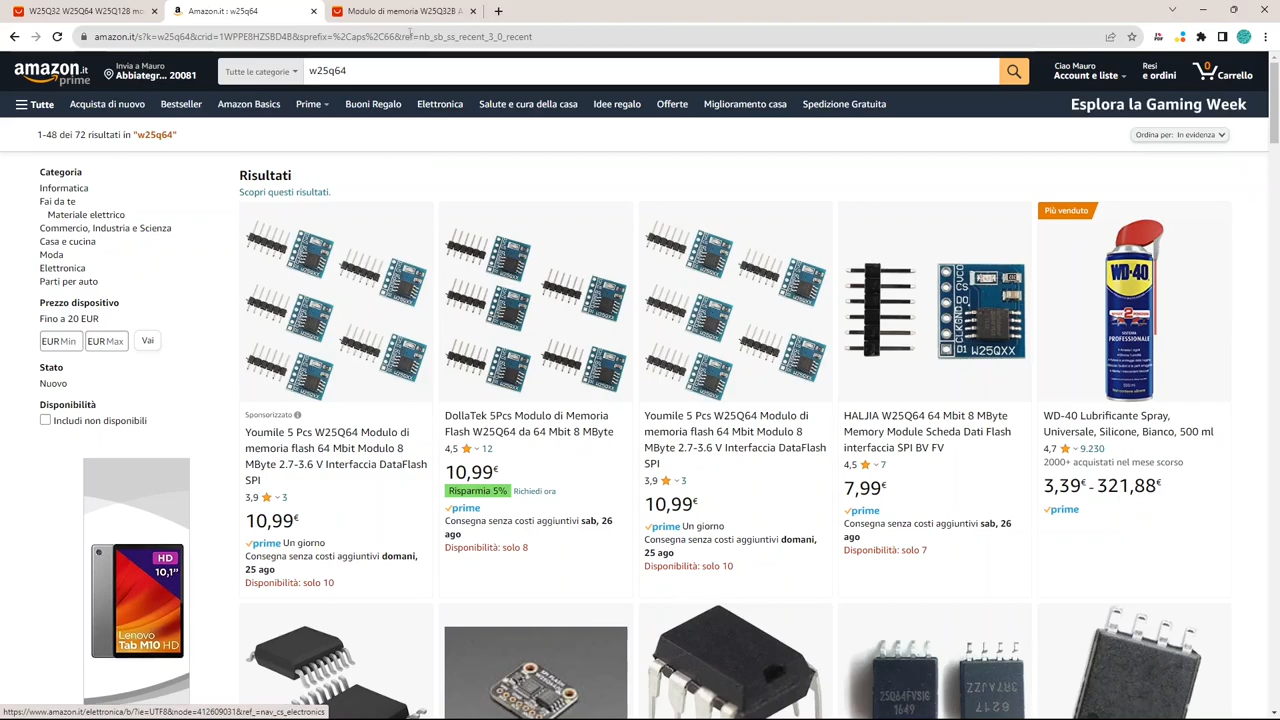 W25Q32 W25Q64 W25Q128 mo
Amazon.it : w25q64
Modulo di memoria W25Q32B A
amazon.it/s?k=w25q64&crid=1WPPE8HZSBD4B&sprefix=%2Caps%2C66&ref=nb_sb_ss_recent_3_0_recent
amazon.it
prime
Invia a Mauro
Abbiategr... 20081
Tutte le categorie
w25q64
Ciao Mauro
Account e liste
Resi
e ordini
0
Carrello
Tutte
Acquista di nuovo
Bestseller
Amazon Basics
Prime
Buoni Regalo
Elettronica
Salute e cura della casa
Idee regalo
Offerte
Miglioramento casa
Spedizione Gratuita
Esplora la Gaming Week
1-48 dei 72 risultati in "w25q64"
Ordina per: In evidenza
Categoria
Informatica
Fai da te
Materiale elettrico
Commercio, Industria e Scienza
Casa e cucina
Moda
Elettronica
Parti per auto
Prezzo dispositivo
Fino a 20 EUR
EUR Min
EUR Max
Vai
Stato
Nuovo
Disponibilità
Includi non disponibili
HD
10,1"
Lenovo
Tab M10 HD
Risultati
Scopri questi risultati.
Sponsorizzato
Youmile 5 Pcs W25Q64 Modulo di
memoria flash 64 Mbit Modulo 8
MByte 2.7-3.6 V Interfaccia DataFlash
SPI
3,9
3
10,99€
prime Un giorno
Consegna senza costi aggiuntivi domani,
25 ago
Disponibilità: solo 10
DollaTek 5Pcs Modulo di Memoria
Flash W25Q64 da 64 Mbit 8 MByte
4,5
12
10,99€
Risparmia 5%
Richiedi ora
prime
Consegna senza costi aggiuntivi sab, 26
ago
Disponibilità: solo 8
Youmile 5 Pcs W25Q64 Modulo di
memoria flash 64 Mbit Modulo 8
MByte 2.7-3.6 V Interfaccia DataFlash
SPI
3,9
3
10,99€
prime Un giorno
Consegna senza costi aggiuntivi domani,
25 ago
Disponibilità: solo 10
CS
DO
GND
CLK
DI
W25QXX
HALJIA W25Q64 64 Mbit 8 MByte
Memory Module Scheda Dati Flash
interfaccia SPI BV FV
4,5
7
7,99€
prime
Consegna senza costi aggiuntivi sab, 26
ago
Disponibilità: solo 7
Più venduto
WD-40
PROFESSIONALE
WD-40 Lubrificante Spray,
Universale, Silicone, Bianco, 500 ml
4,7
9.230
2000+ acquistati nel mese scorso
3,39€ - 321,88€
prime
25Q64FVSIG
1649
https://www.amazon.it/elettronica/b/?ie=UTF8&node=412609031&ref_=nav_cs_electronics